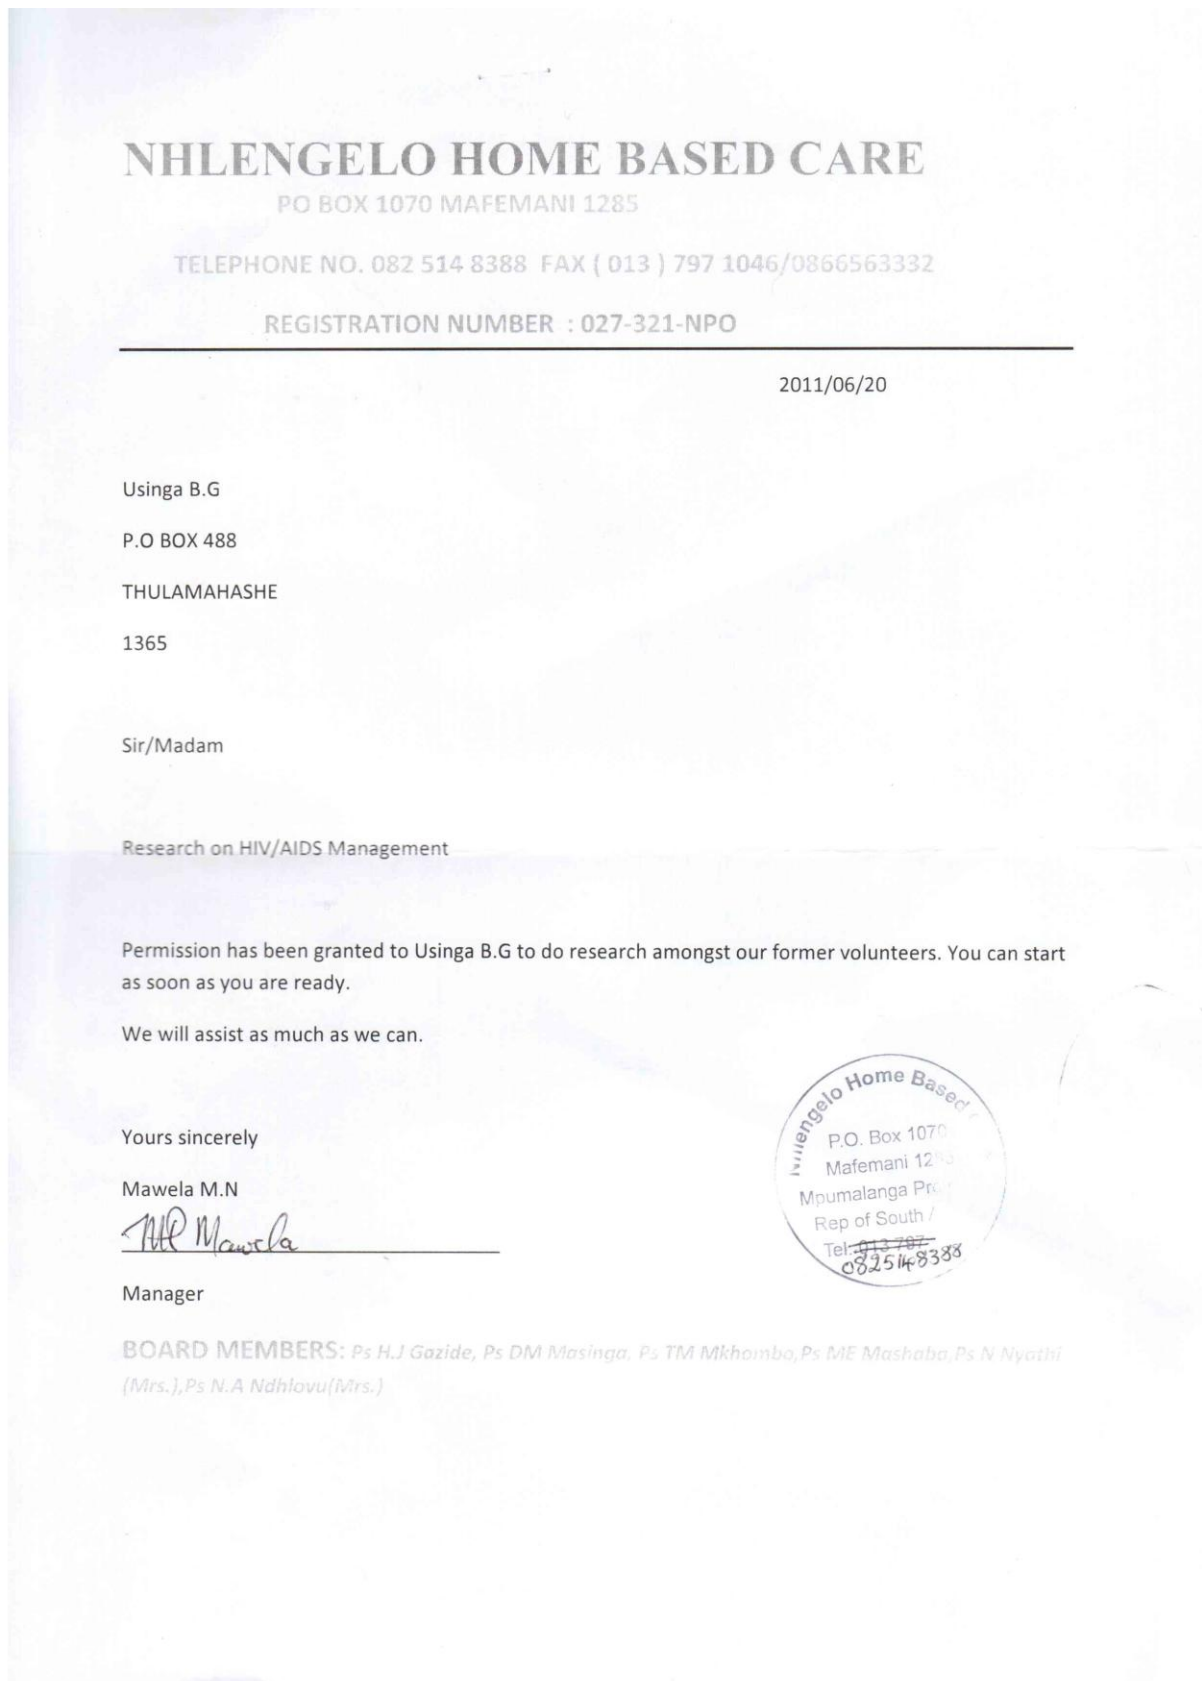 NHLENGELO HOME BASED CARE
PO BOX 1070 MAFEMANI 1285
TELEPHONE NO. 082 514 8388 FAX ( 013 ) 797 1046/0866563332
REGISTRATION NUMBER : 027-321-NPO
2011/06/20
Usinga B.G
P.O BOX 488
THULAMAHASHE
1365
Sir/Madam
Research on HIV/AIDS Management
Permission has been granted to Usinga B.G to do research amongst our former volunteers. You can start
as soon as you are ready.
We will assist as much as we can.
Yours sincerely
Mawela M.N
Mawela
Manager
Home Based
P.O. Box 1070
Mafemani
Mpumalanga
Rep of South
Tel: 013 797
0825148388
BOARD MEMBERS: Ps H.J Gazide, Ps DM Masinga, Ps TM Mkhombo,Ps ME Mashaba,Ps N Nyathi
(Mrs.),Ps N.A Ndhlovu(Mrs.)